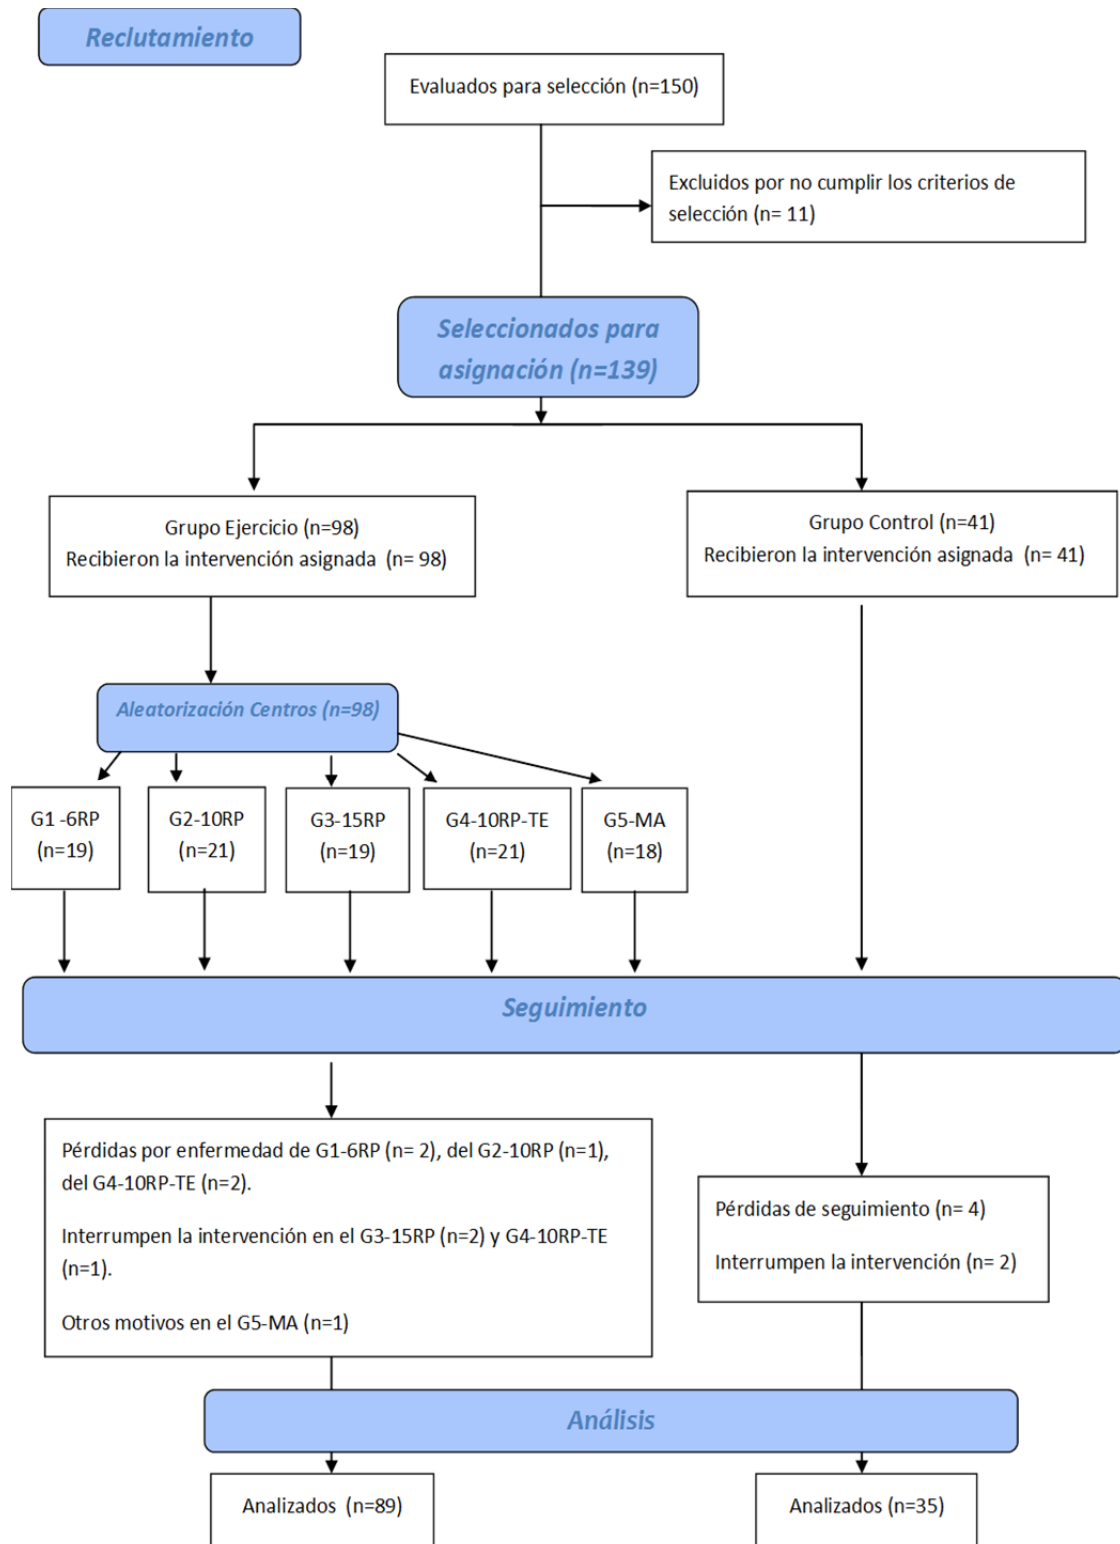 Reclutamiento
Evaluados para selección (n=150)
Excluidos por no cumplir los criterios de
selección (n= 11)
Seleccionados para
asignación (n=139)
Grupo Ejercicio (n=98)
Recibieron la intervención asignada  (n= 98)
Grupo Control (n=41)
Recibieron la intervención asignada  (n= 41)
Aleatorización Centros (n=98)
G1 -6RP
(n=19)
G2-10RP
(n=21)
G3-15RP
(n=19)
G4-10RP-TE
(n=21)
G5-MA
(n=18)
Seguimiento
Pérdidas por enfermedad de G1-6RP (n= 2), del G2-10RP (n=1),
del G4-10RP-TE (n=2).
Interrumpen la intervención en el G3-15RP (n=2) y G4-10RP-TE
(n=1).
Otros motivos en el G5-MA (n=1)
Pérdidas de seguimiento (n= 4)
Interrumpen la intervención (n= 2)
Análisis
Analizados  (n=89)
Analizados (n=35)